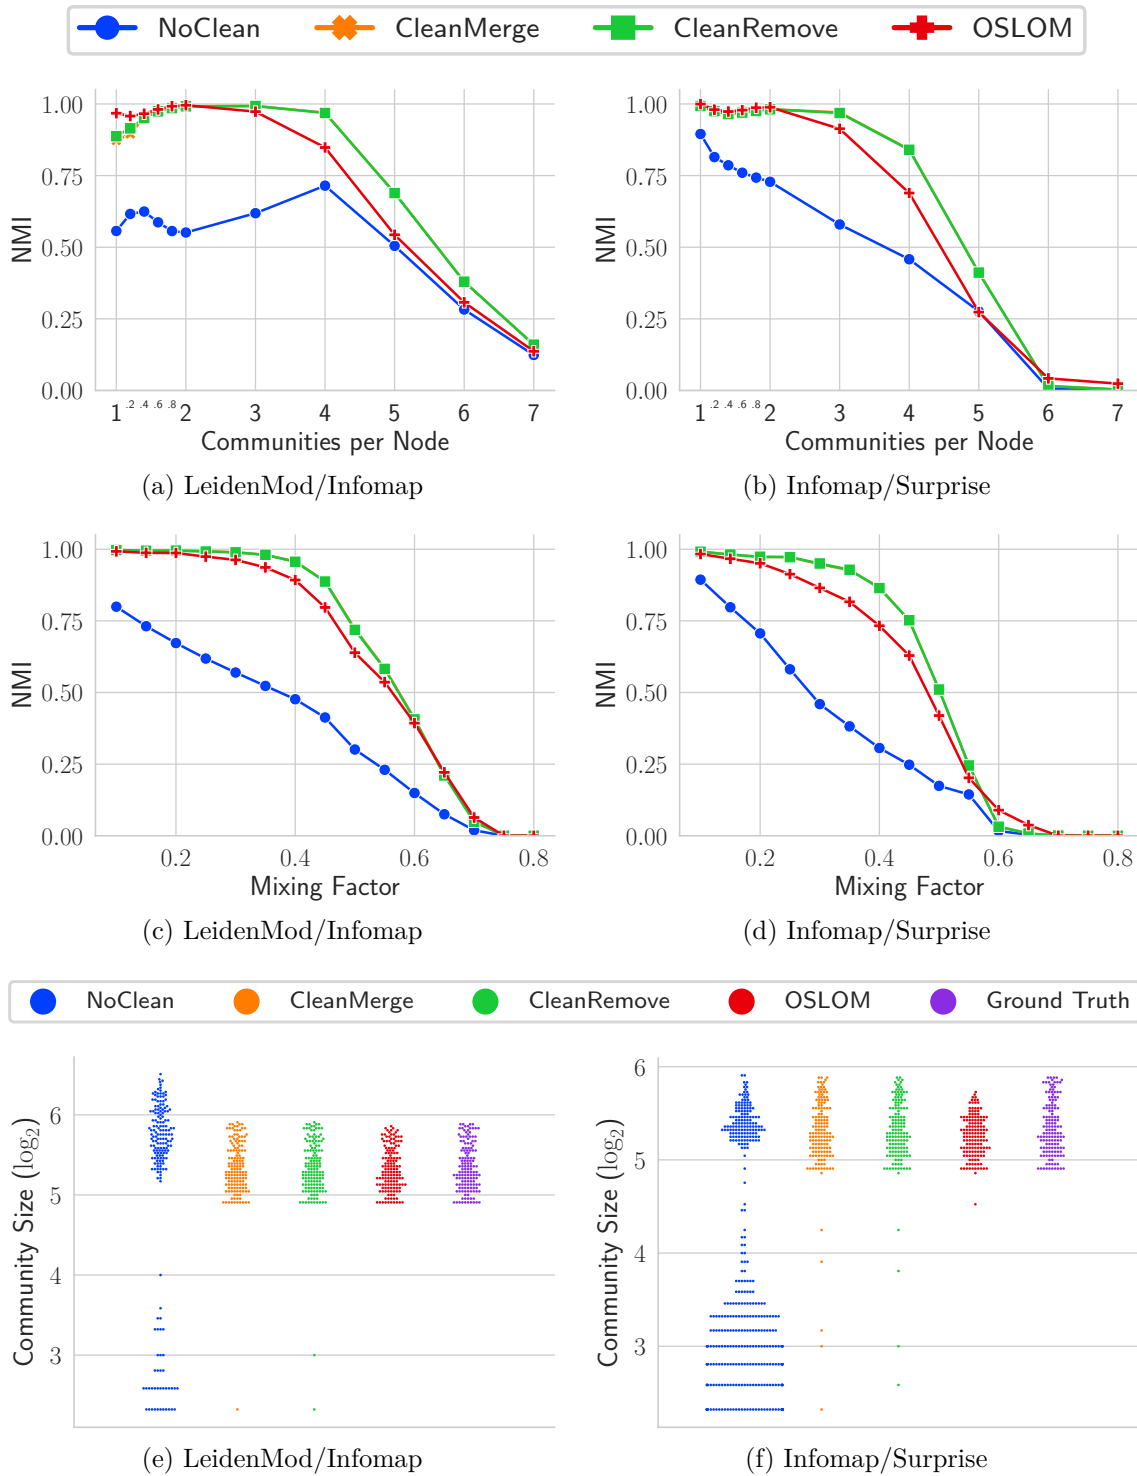 NoClean CleanMerge CleanRemove OSLOM
1.00
0.75
0.50
0.25
0.00
NMI
1 .2 .4 .6 .8 2 3 4 5 6 7
Communities per Node
(a) LeidenMod/Infomap
1.00
0.75
0.50
0.25
0.00
NMI
1 .2 .4 .6 .8 2 3 4 5 6 7
Communities per Node
(b) Infomap/Surprise
1.00
0.75
0.50
0.25
0.00
NMI
0.2 0.4 0.6 0.8
Mixing Factor
(c) LeidenMod/Infomap
1.00
0.75
0.50
0.25
0.00
NMI
0.2 0.4 0.6 0.8
Mixing Factor
(d) Infomap/Surprise
NoClean CleanMerge CleanRemove OSLOM Ground Truth
6
5
4
3
Community Size (log₂)
(e) LeidenMod/Infomap
6
5
4
3
Community Size (log₂)
(f) Infomap/Surprise